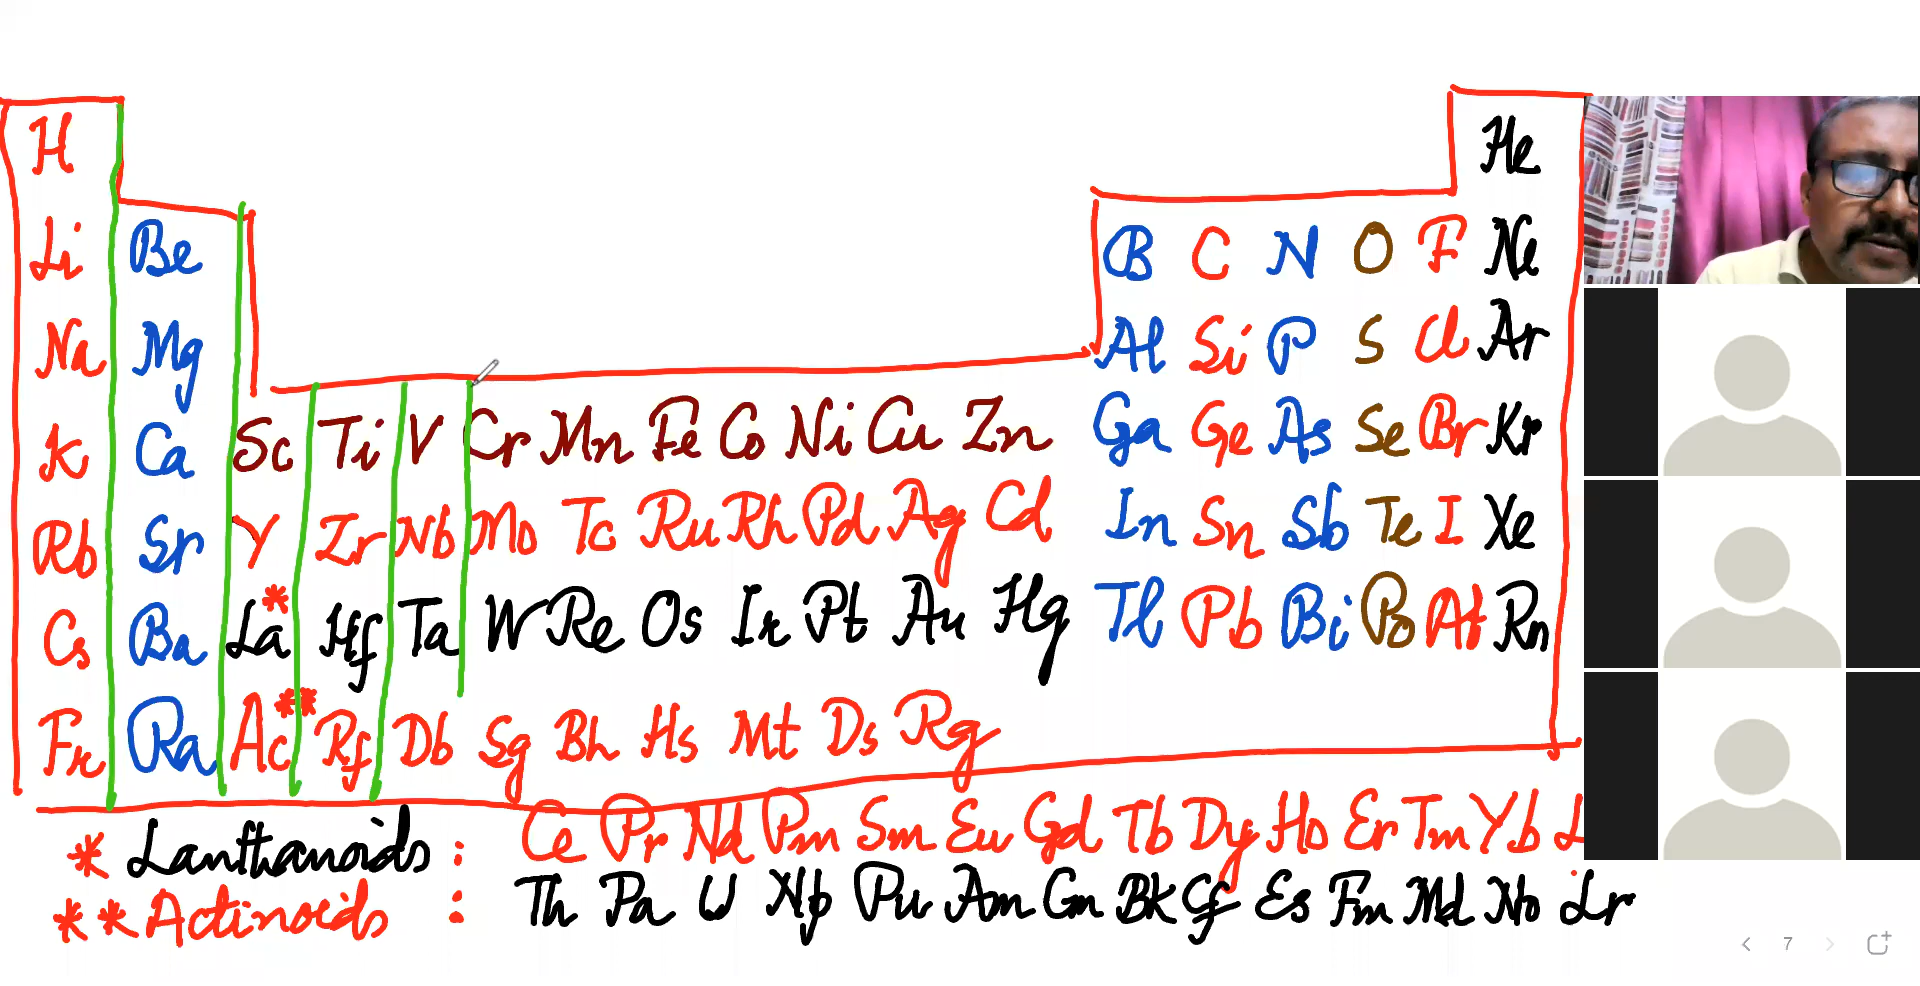 H He
Li Be B C N O F Ne
Na Mg Al Si P S Cl Ar
K Ca Sc Ti V Cr Mn Fe Co Ni Cu Zn Ga Ge As Se Br Kr
Rb Sr Y Zr Nb Mo Tc Ru Rh Pd Ag Cd In Sn Sb Te I Xe
Cs Ba La* Hf Ta W Re Os Ir Pt Au Hg Tl Pb Bi Po At Rn
Fr Ra Ac** Rf Db Sg Bh Hs Mt Ds Rg
* Lanthanoids : Ce Pr Nd Pm Sm Eu Gd Tb Dy Ho Er Tm Yb L
** Actinoids : Th Pa U Np Pu Am Cm Bk Cf Es Fm Md No Lr
7